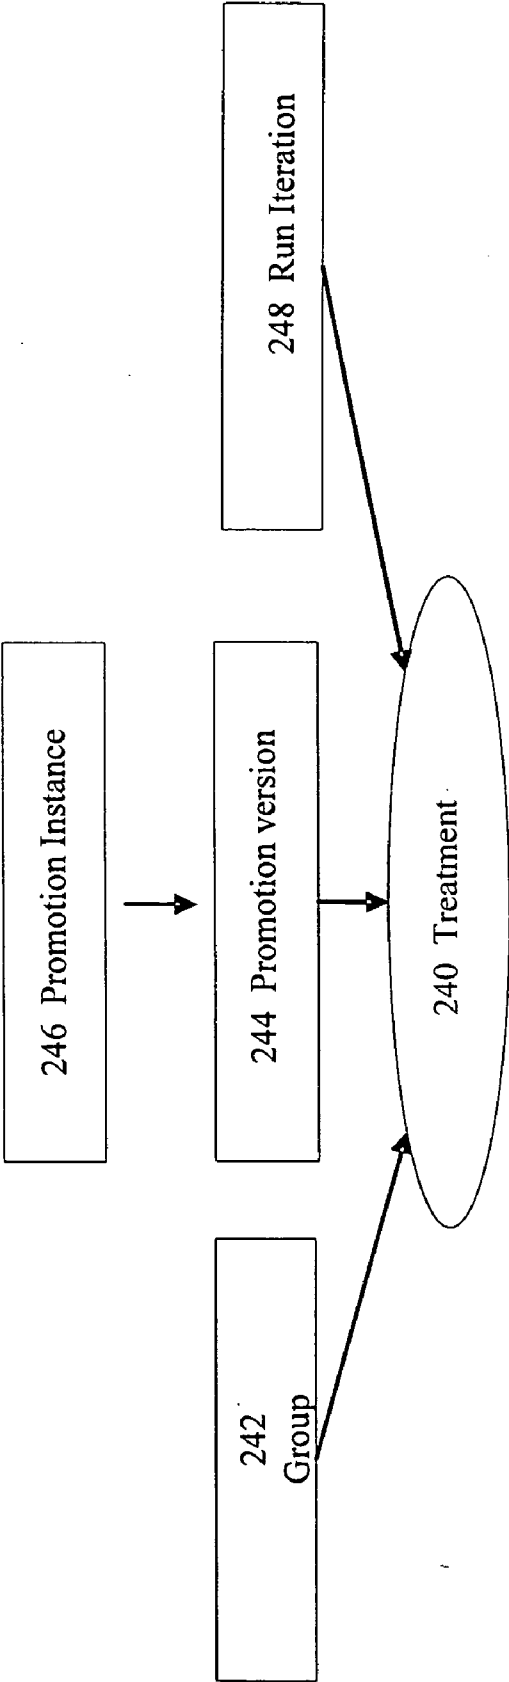 246 Promotion Instance
242
Group
244 Promotion version
248 Run Iteration
240 Treatment